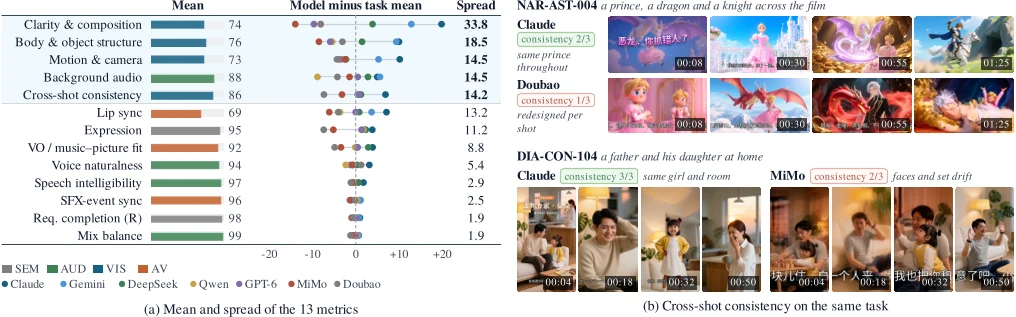 Mean Model minus task mean Spread
Clarity & composition 74 33.8
Body & object structure 76 18.5
Motion & camera 73 14.5
Background audio 88 14.5
Cross-shot consistency 86 14.2
Lip sync 69 13.2
Expression 95 11.2
VO / music–picture fit 92 8.8
Voice naturalness 94 5.4
Speech intelligibility 97 2.9
SFX-event sync 96 2.5
Req. completion (R) 98 1.9
Mix balance 99 1.9
-20 -10 0 +10 +20
SEM AUD VIS AV
Claude Gemini DeepSeek Qwen GPT-6 MiMo Doubao
(a) Mean and spread of the 13 metrics
NAR-AST-004 a prince, a dragon and a knight across the film
Claude
consistency 2/3
same prince
throughout
恶龙，你抓错人了
00:08 00:30 00:55 01:25
Doubao
consistency 1/3
redesigned per
shot
00:08 00:30 00:55 01:25
DIA-CON-104 a father and his daughter at home
Claude consistency 3/3 same girl and room
00:04 00:18 00:32 00:50
MiMo consistency 2/3 faces and set drift
00:04 00:18 00:32 00:50
(b) Cross-shot consistency on the same task